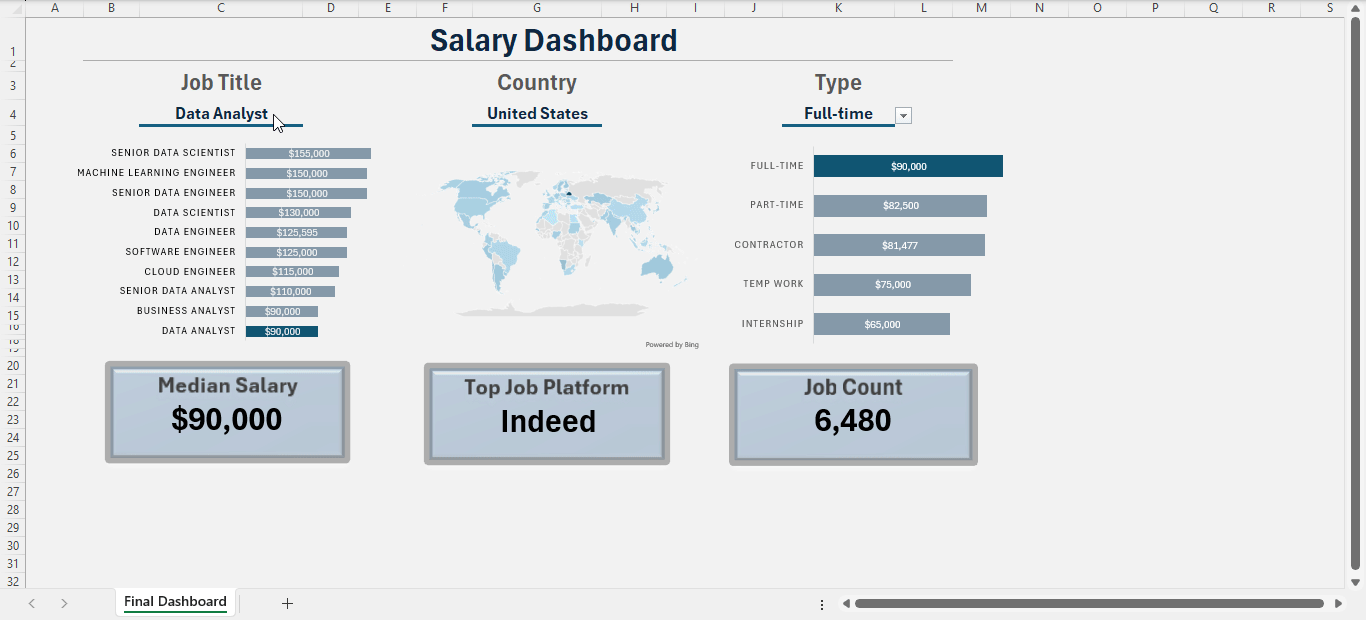 A B C D E F G H I J K L M N O P Q R S
1
2
3
4
5
6
7
8
9
10
11
12
13
14
15
16
18
19
20
21
22
23
24
25
26
27
28
29
30
31
32
Salary Dashboard
Job Title
Data Analyst
Country
United States
Type
Full-time
SENIOR DATA SCIENTIST $155,000
MACHINE LEARNING ENGINEER $150,000
SENIOR DATA ENGINEER $150,000
DATA SCIENTIST $130,000
DATA ENGINEER $125,595
SOFTWARE ENGINEER $125,000
CLOUD ENGINEER $115,000
SENIOR DATA ANALYST $110,000
BUSINESS ANALYST $90,000
DATA ANALYST $90,000
Powered by Bing
FULL-TIME $90,000
PART-TIME $82,500
CONTRACTOR $81,477
TEMP WORK $75,000
INTERNSHIP $65,000
Median Salary
$90,000
Top Job Platform
Indeed
Job Count
6,480
Final Dashboard